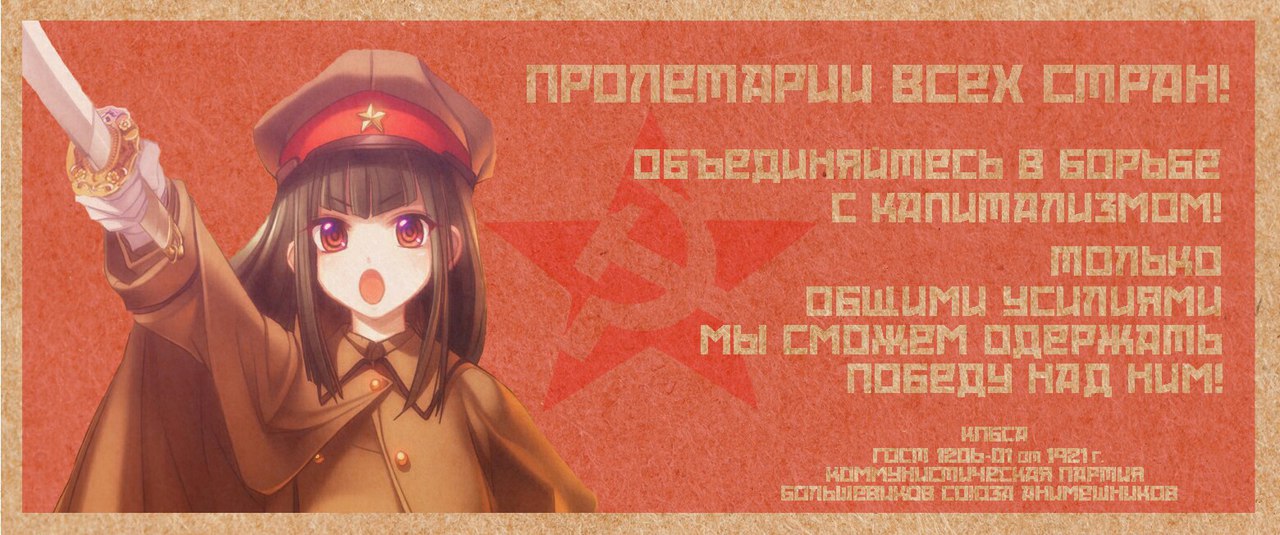 ПРОЛЕТАРИИ ВСЕХ СТРАН!
ОБЪЕДИНЯЙТЕСЬ В БОРЬБЕ
С КАПИТАЛИЗМОМ!
ТОЛЬКО
ОБЩИМИ УСИЛИЯМИ
МЫ СМОЖЕМ ОДЕРЖАТЬ
ПОБЕДУ НАД НИМ!
КПБСА
ГОСТ 1206-01 от 1921 г.
КОММУНИСТИЧЕСКАЯ ПАРТИЯ
БОЛЬШЕВИКОВ СОЮЗА АНИМЕШНИКОВ